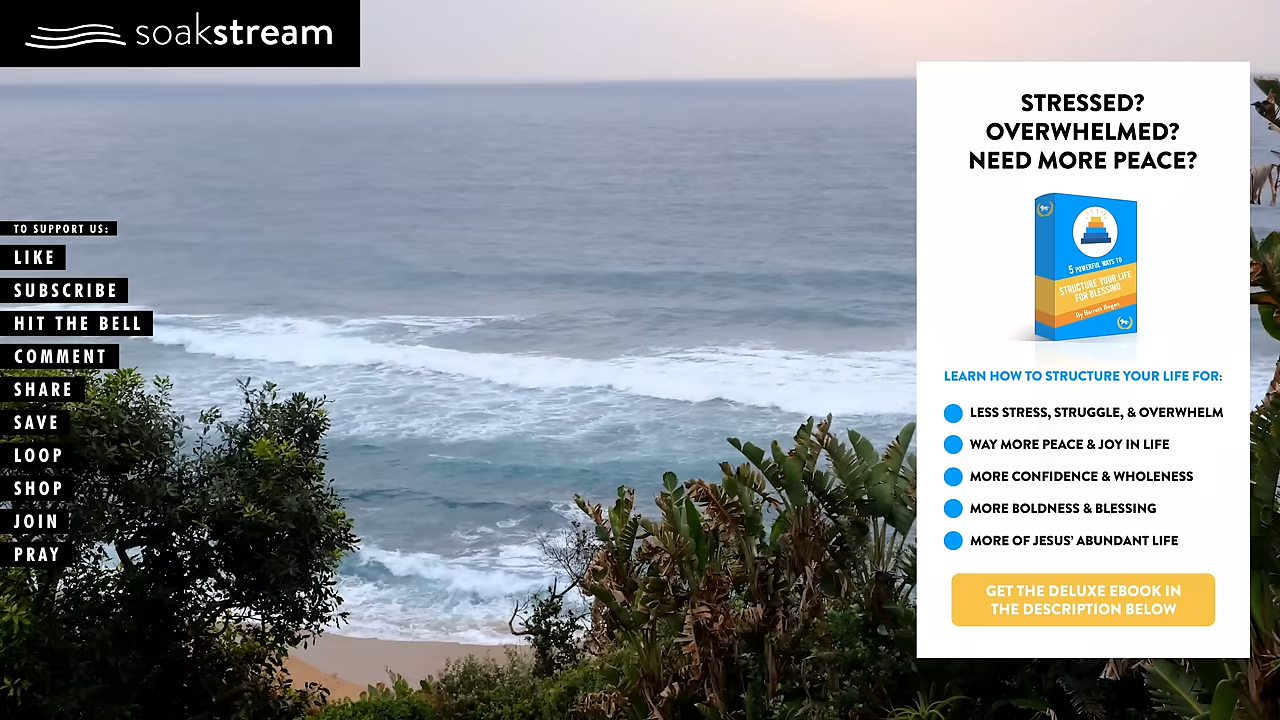 soakstream
TO SUPPORT US:
LIKE
SUBSCRIBE
HIT THE BELL
COMMENT
SHARE
SAVE
LOOP
SHOP
JOIN
PRAY
STRESSED?
OVERWHELMED?
NEED MORE PEACE?
5 POWERFUL WAYS TO
STRUCTURE YOUR LIFE
FOR BLESSING
By Barrett Bogan
LEARN HOW TO STRUCTURE YOUR LIFE FOR:
LESS STRESS, STRUGGLE, & OVERWHELM
WAY MORE PEACE & JOY IN LIFE
MORE CONFIDENCE & WHOLENESS
MORE BOLDNESS & BLESSING
MORE OF JESUS' ABUNDANT LIFE
GET THE DELUXE EBOOK IN
THE DESCRIPTION BELOW